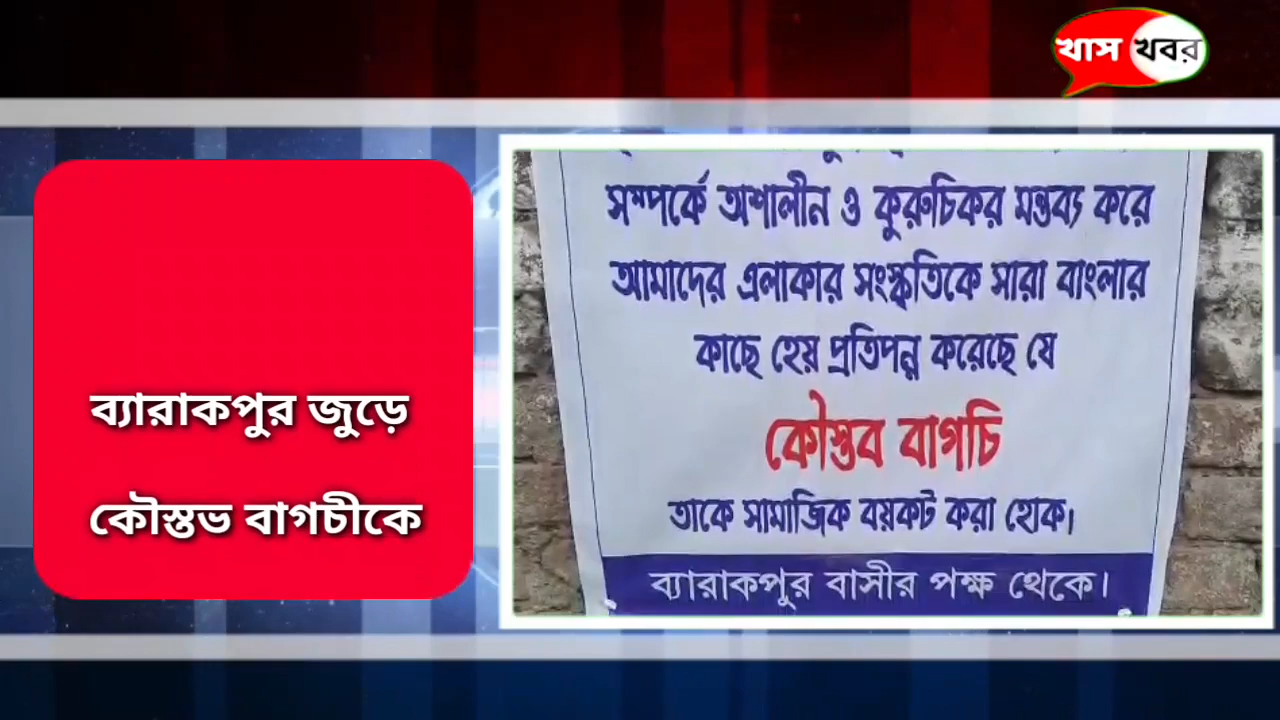 খাস খবর
ব্যারাকপুর জুড়ে
কৌস্তভ বাগচীকে
সম্পর্কে অশালীন ও কুরুচিকর মন্তব্য করে
আমাদের এলাকার সংস্কৃতিকে সারা বাংলার
কাছে হেয় প্রতিপন্ন করেছে যে
কৌস্তব বাগচি
তাকে সামাজিক বয়কট করা হোক।
ব্যারাকপুর বাসীর পক্ষ থেকে।